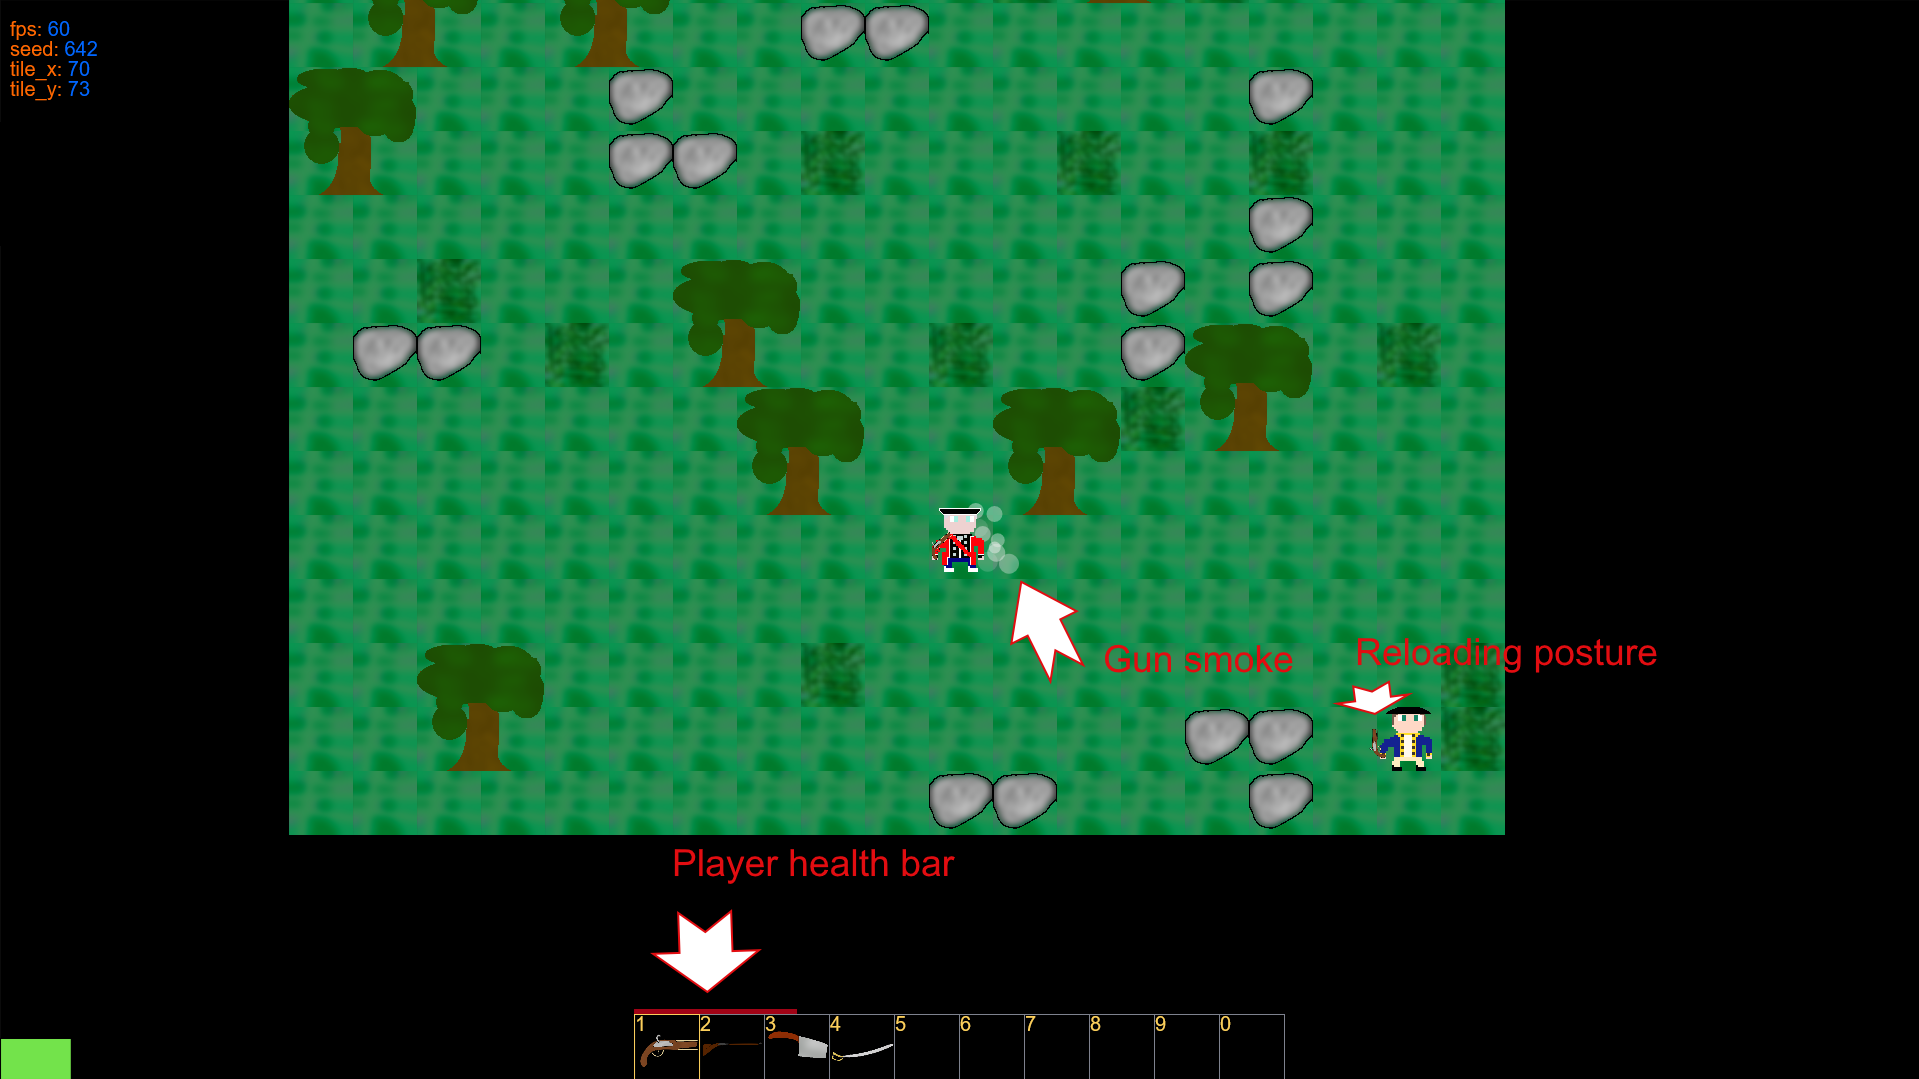 fps: 60
seed: 642
tile_x: 70
tile_y: 73
Gun smoke
Reloading posture
Player health bar
1 2 3 4 5 6 7 8 9 0